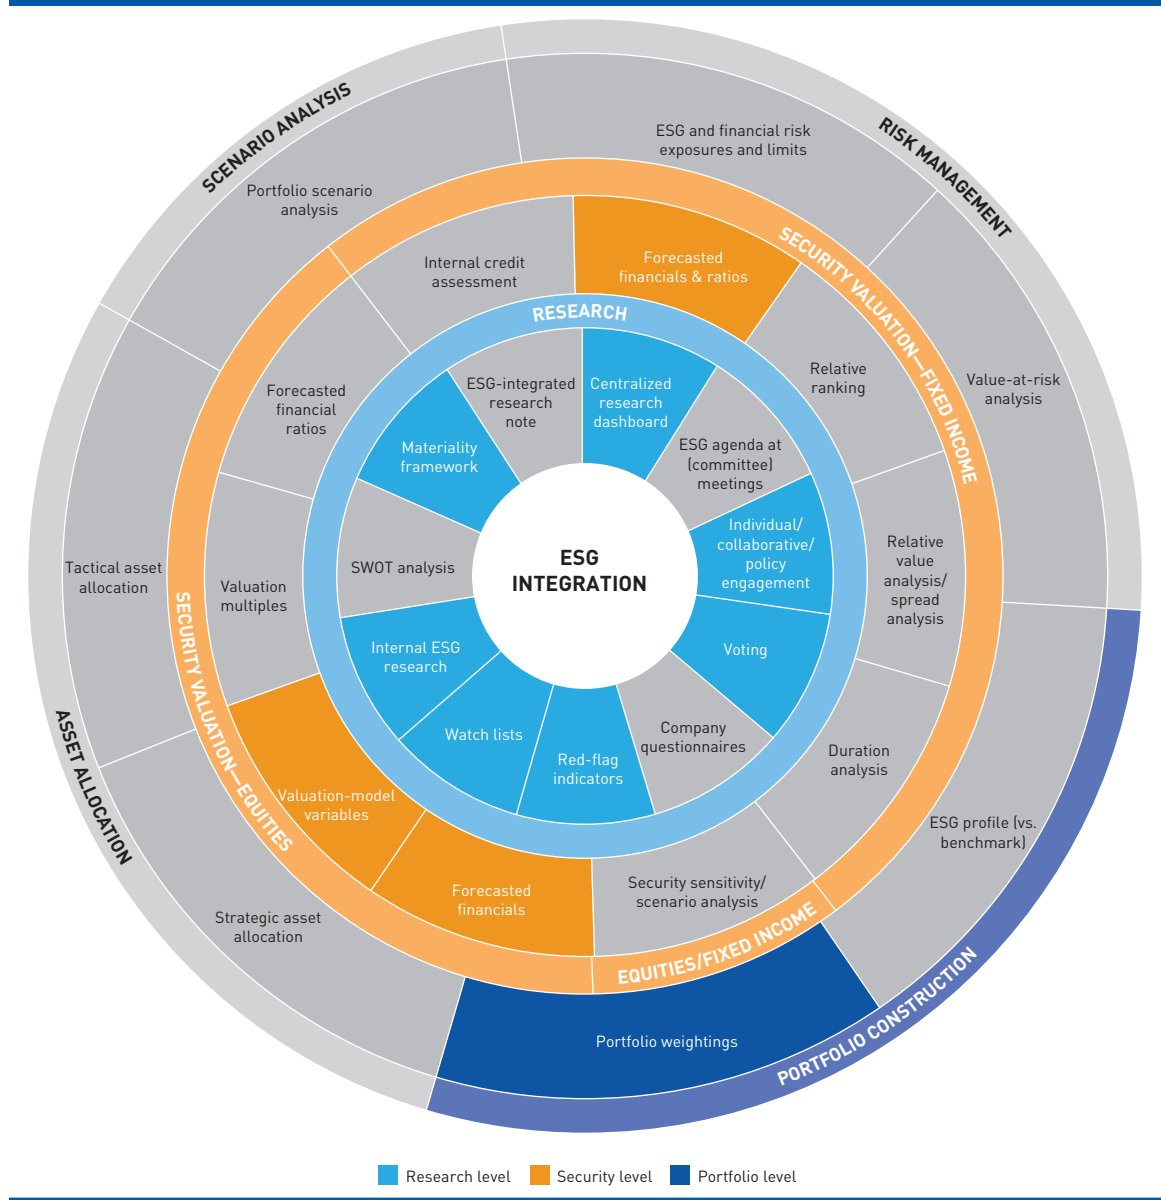 SCENARIO ANALYSIS
RISK MANAGEMENT
ESG and financial risk
exposures and limits
Portfolio scenario
analysis
SECURITY VALUATION—FIXED INCOME
Internal credit
assessment
Forecasted
financials & ratios
RESEARCH
Relative
ranking
Value-at-risk
analysis
Forecasted
financial
ratios
ESG-integrated
research
note
Centralized
research
dashboard
Materiality
framework
ESG agenda at
(committee)
meetings
Individual/
collaborative/
policy
engagement
Relative
value
analysis/
spread
analysis
ESG
INTEGRATION
SWOT analysis
Tactical asset
allocation
Valuation
multiples
SECURITY VALUATION—EQUITIES
Internal ESG
research
Voting
ASSET ALLOCATION
Watch lists
Red-flag
indicators
Company
questionnaires
Duration
analysis
Valuation-model
variables
ESG profile (vs.
benchmark)
Forecasted
financials
Security sensitivity/
scenario analysis
Strategic asset
allocation
EQUITIES/FIXED INCOME
PORTFOLIO CONSTRUCTION
Portfolio weightings
Research level
Security level
Portfolio level